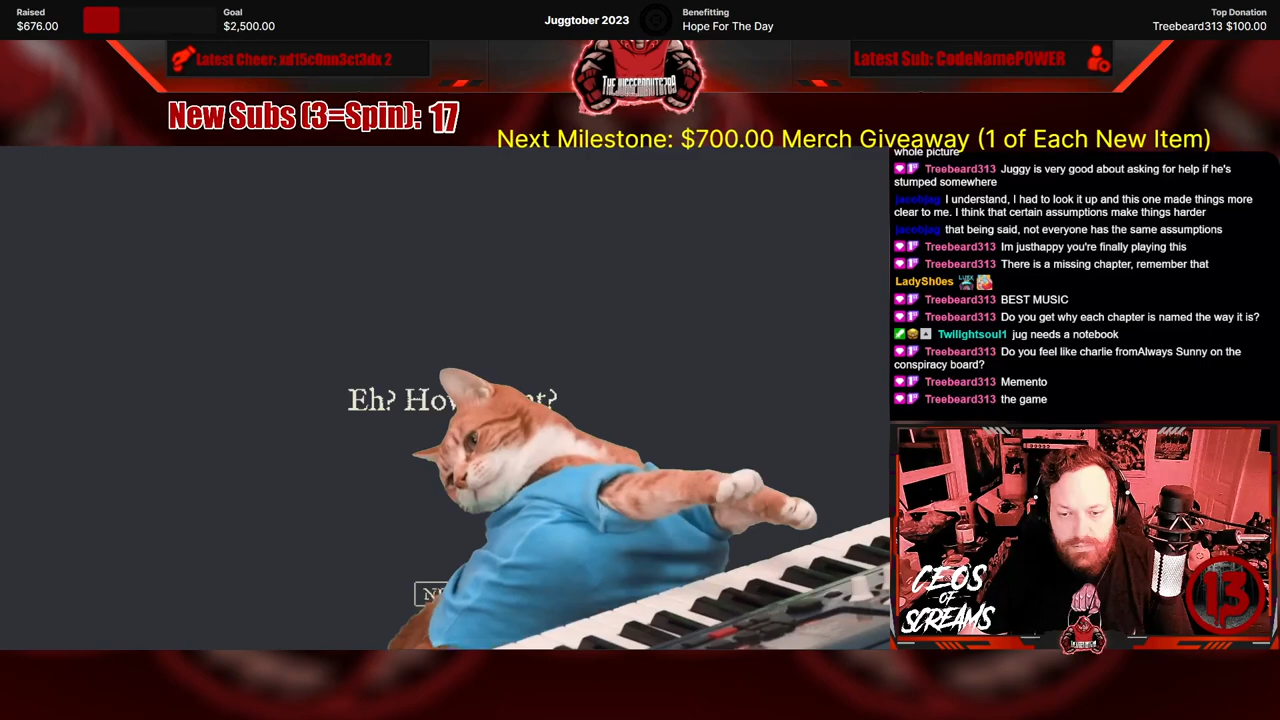 Raised
$676.00
Goal
$2,500.00
Juggtober 2023
Benefitting
Hope For The Day
Top Donation
Treebeard313 $100.00
Latest Cheer: xd15c0nn3ct3dx 2
THEJUGGERNAUT6789
Latest Sub: CodeNamePOWER
New Subs (3=Spin): 17
Next Milestone: $700.00 Merch Giveaway (1 of Each New Item)
whole picture
Treebeard313 Juggy is very good about asking for help if he's
stumped somewhere
jacobjag I understand, I had to look it up and this one made things more
clear to me. I think that certain assumptions make things harder
jacobjag that being said, not everyone has the same assumptions
Treebeard313 Im justhappy you're finally playing this
Treebeard313 There is a missing chapter, remember that
LadySh0es
Treebeard313 BEST MUSIC
Treebeard313 Do you get why each chapter is named the way it is?
Twilightsoul1 jug needs a notebook
Treebeard313 Do you feel like charlie fromAlways Sunny on the
conspiracy board?
Treebeard313 Memento
Treebeard313 the game
Eh?
CEOS
OF
SCREAMS
13